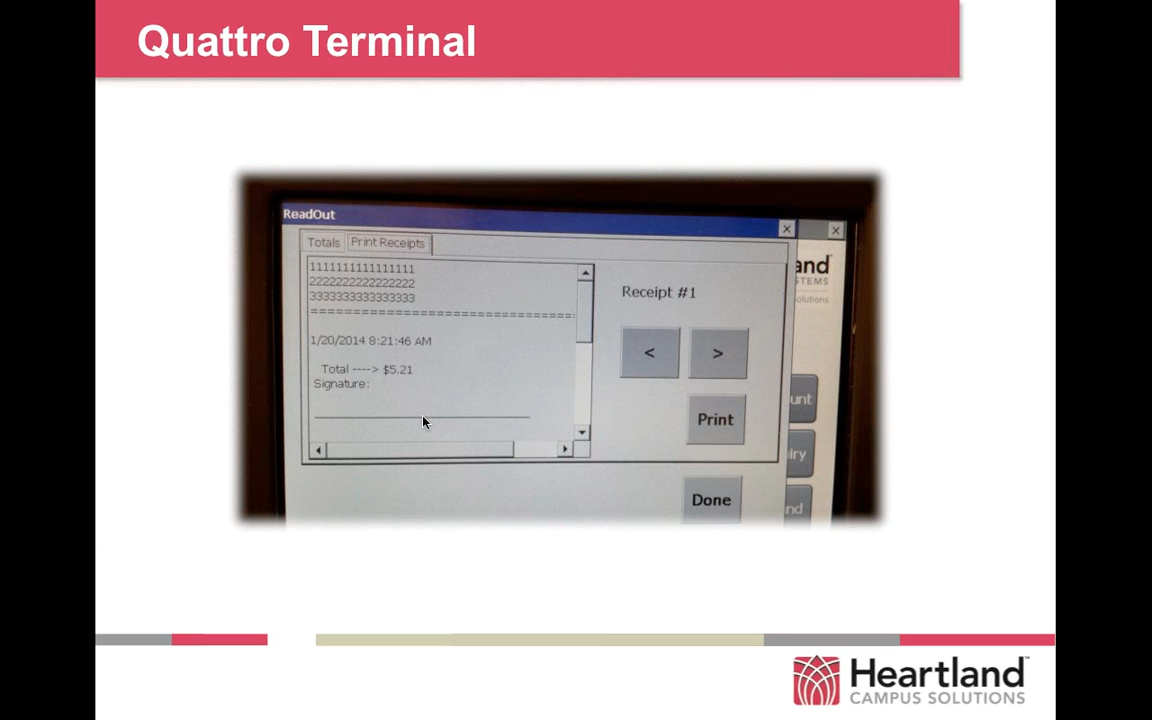 Quattro Terminal
ReadOut
Totals
Print Receipts
1111111111111111
2222222222222222
3333333333333333
=================================
1/20/2014 8:21:46 AM
Total ----> $5.21
Signature:
Receipt #1
<
>
Print
Done
Heartland
CAMPUS SOLUTIONS